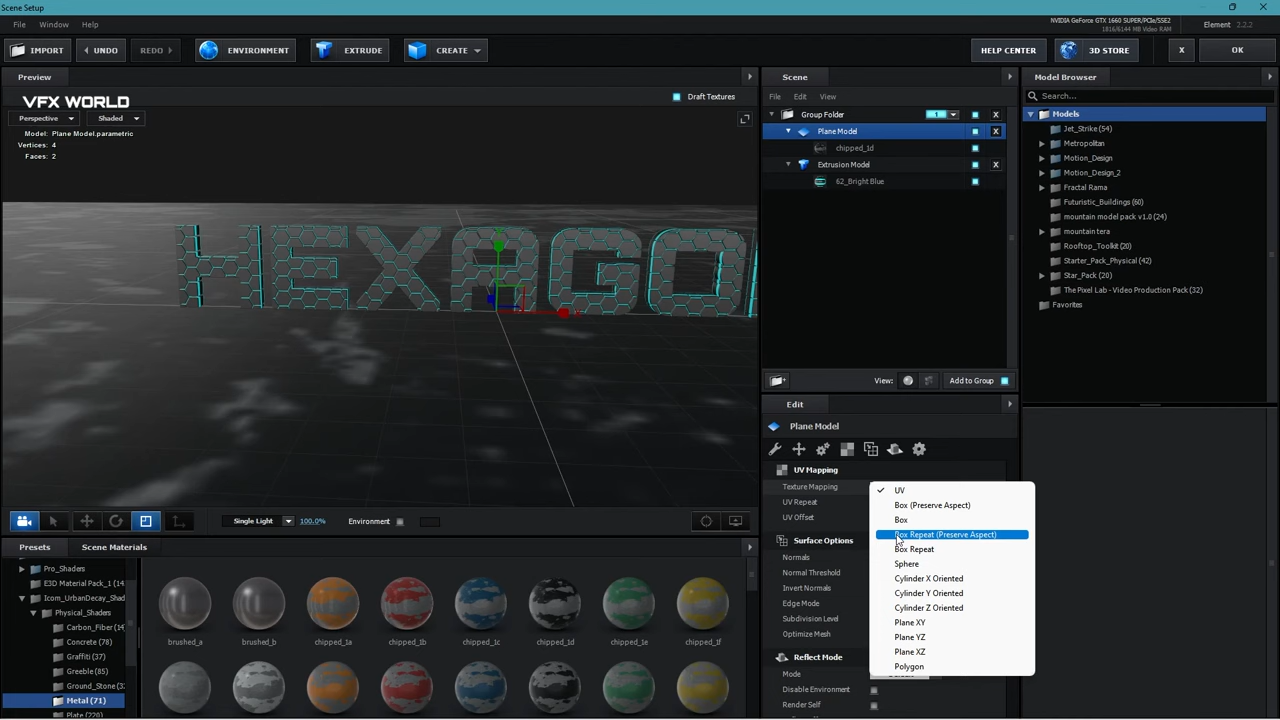 Scene Setup
File Window Help
NVIDIA GeForce GTX 1660 SUPER/PCIe/SSE2
1816/6144 MB Video RAM
Element 2.2.2
IMPORT UNDO REDO ENVIRONMENT EXTRUDE CREATE HELP CENTER 3D STORE X OK
Preview
VFX WORLD
Draft Textures
Perspective Shaded
Model: Plane Model.parametric
Vertices: 4
Faces: 2
HEXAGO
Single Light 100.0% Environment
Presets Scene Materials
Pro_Shaders
E3D Material Pack_1 (14
Icom_UrbanDecay_Shad
Physical_Shaders
Carbon_Fiber (14)
Concrete (78)
Graffiti (37)
Greeble (85)
Ground_Stone (3
Metal (71)
Plate (220)
brushed_a brushed_b chipped_1a chipped_1b chipped_1c chipped_1d chipped_1e chipped_1f
Scene
File Edit View
Group Folder 1 X
Plane Model X
chipped_1d
Extrusion Model X
62_Bright Blue
View: Add to Group
Edit
Plane Model
UV Mapping
Texture Mapping
UV Repeat
UV Offset
Surface Options
Normals
Normal Threshold
Invert Normals
Edge Mode
Subdivision Level
Optimize Mesh
Reflect Mode
Mode
Disable Environment
Render Self
UV
Box (Preserve Aspect)
Box
Box Repeat (Preserve Aspect)
Box Repeat
Sphere
Cylinder X Oriented
Cylinder Y Oriented
Cylinder Z Oriented
Plane XY
Plane YZ
Plane XZ
Polygon
Model Browser
Search...
Models
Jet_Strike (54)
Metropolitan
Motion_Design
Motion_Design_2
Fractal Rama
Futuristic_Buildings (60)
mountain model pack v1.0 (24)
mountain tera
Rooftop_Toolkit (20)
Starter_Pack_Physical (42)
Star_Pack (20)
The Pixel Lab - Video Production Pack (32)
Favorites